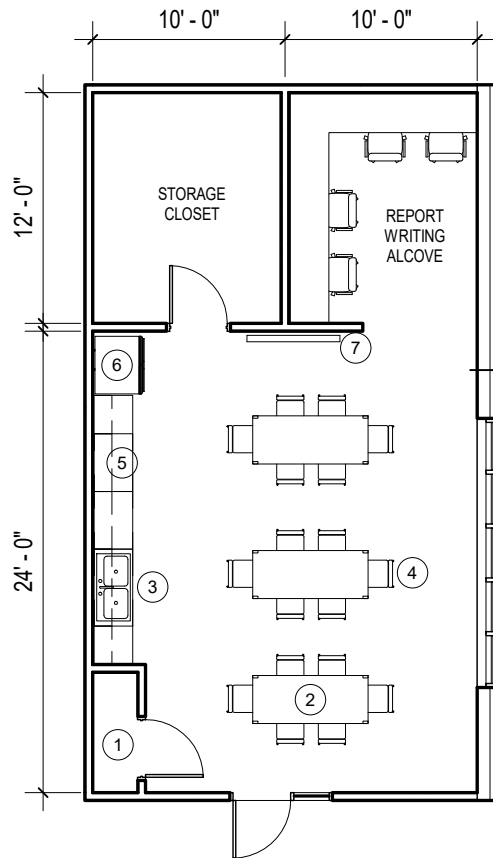 10' - 0"
10' - 0"
12' - 0"
STORAGE
CLOSET
REPORT
WRITING
ALCOVE
6
7
5
24' - 0"
3
4
2
1